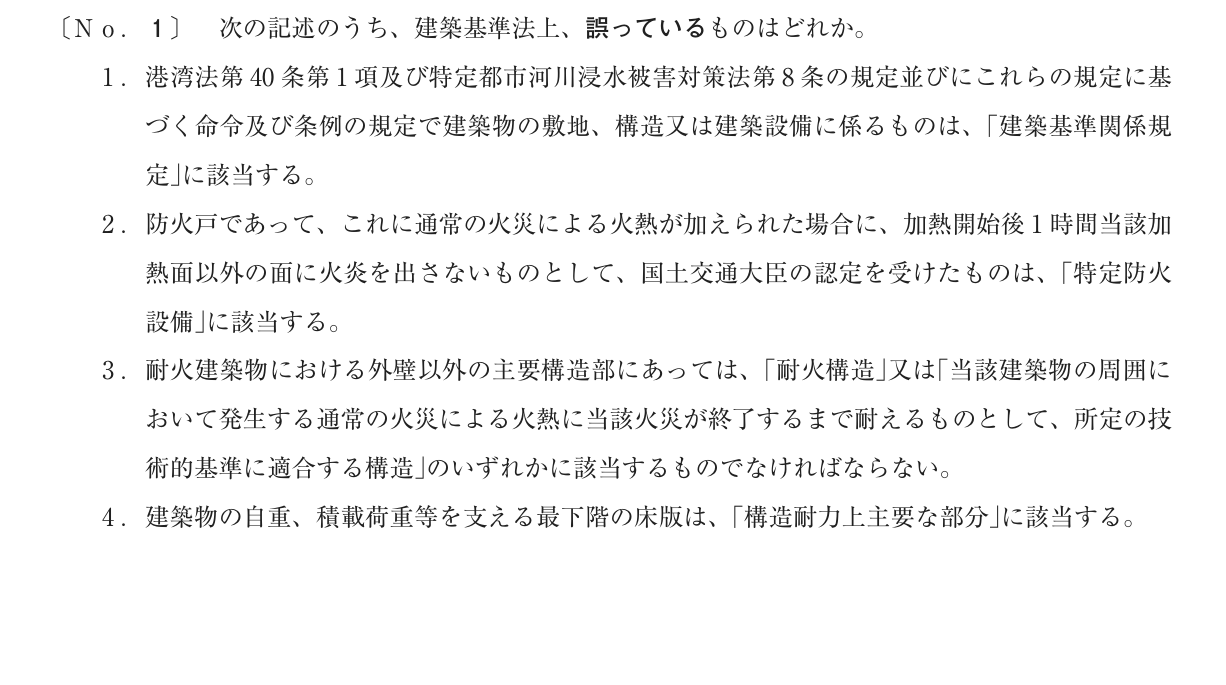 〔Ｎｏ．１〕　次の記述のうち、建築基準法上、誤っているものはどれか。
１．港湾法第 40 条第１項及び特定都市河川浸水被害対策法第８条の規定並びにこれらの規定に基
づく命令及び条例の規定で建築物の敷地、構造又は建築設備に係るものは、「建築基準関係規
定」に該当する。
２．防火戸であって、これに通常の火災による火熱が加えられた場合に、加熱開始後１時間当該加
熱面以外の面に火炎を出さないものとして、国土交通大臣の認定を受けたものは、「特定防火
設備」に該当する。
３．耐火建築物における外壁以外の主要構造部にあっては、「耐火構造」又は「当該建築物の周囲に
おいて発生する通常の火災による火熱に当該火災が終了するまで耐えるものとして、所定の技
術的基準に適合する構造」のいずれかに該当するものでなければならない。
４．建築物の自重、積載荷重等を支える最下階の床版は、「構造耐力上主要な部分」に該当する。